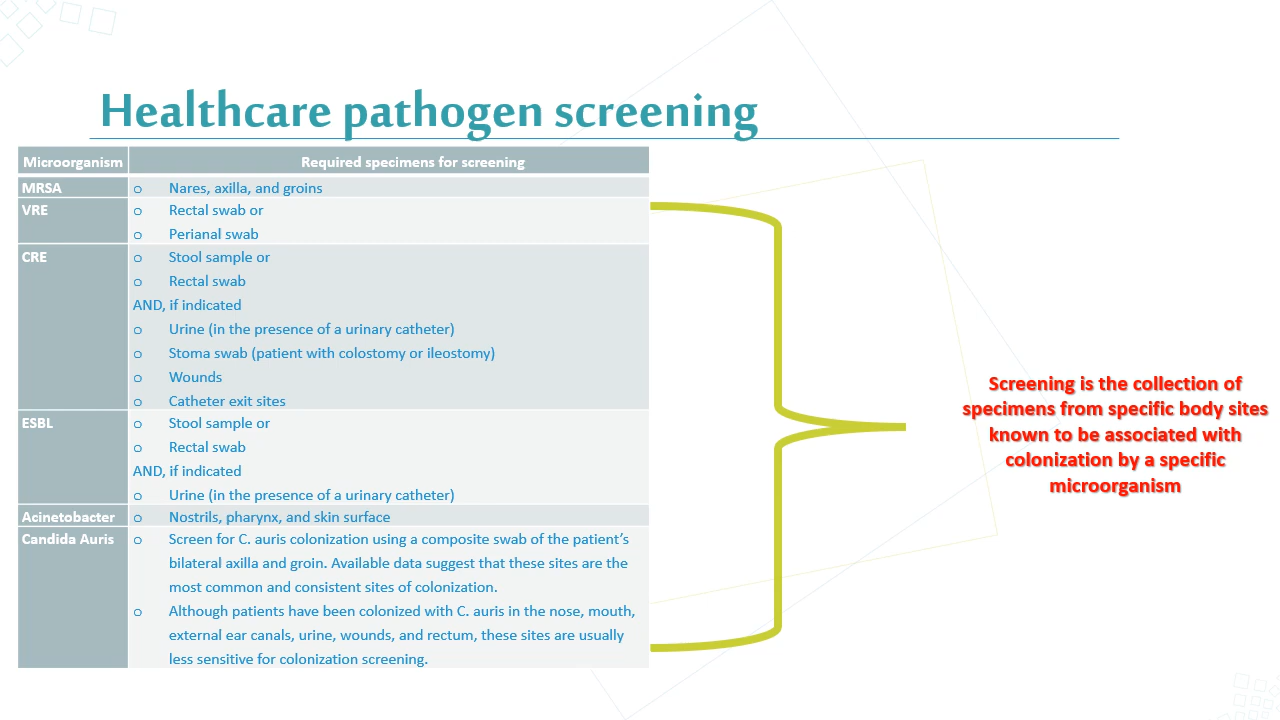 Healthcare pathogen screening
Microorganism Required specimens for screening
MRSA o Nares, axilla, and groins
VRE o Rectal swab or
o Perianal swab
CRE o Stool sample or
o Rectal swab
AND, if indicated
o Urine (in the presence of a urinary catheter)
o Stoma swab (patient with colostomy or ileostomy)
o Wounds
o Catheter exit sites
ESBL o Stool sample or
o Rectal swab
AND, if indicated
o Urine (in the presence of a urinary catheter)
Acinetobacter o Nostrils, pharynx, and skin surface
Candida Auris o Screen for C. auris colonization using a composite swab of the patient’s
bilateral axilla and groin. Available data suggest that these sites are the
most common and consistent sites of colonization.
o Although patients have been colonized with C. auris in the nose, mouth,
external ear canals, urine, wounds, and rectum, these sites are usually
less sensitive for colonization screening.
Screening is the collection of
specimens from specific body sites
known to be associated with
colonization by a specific
microorganism